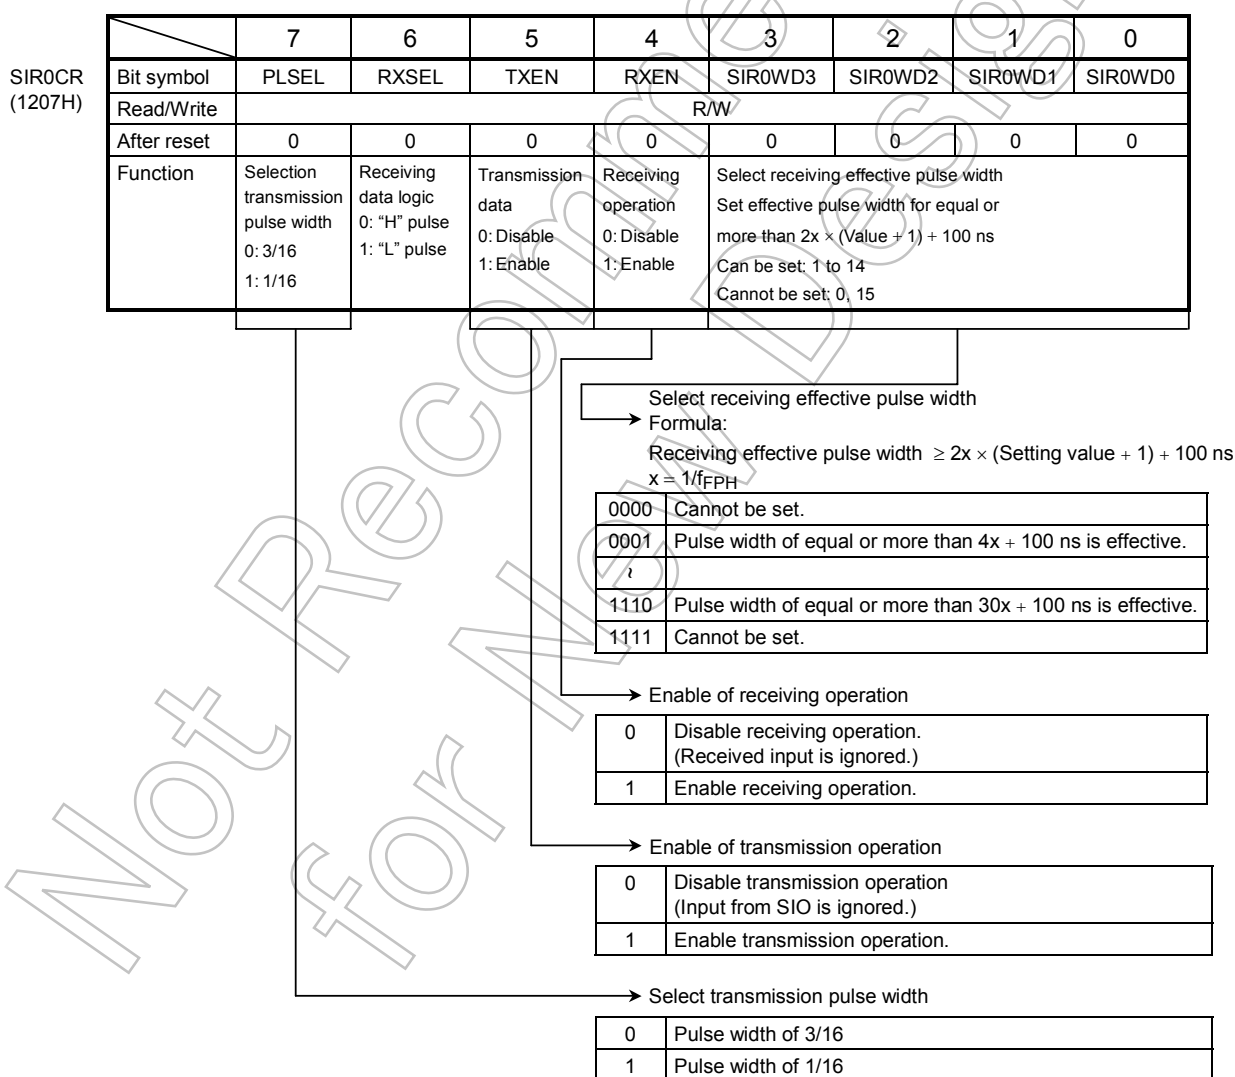 7 6 5 4 3 2 1 0
SIR0CR
(1207H)
Bit symbol PLSEL RXSEL TXEN RXEN SIR0WD3 SIR0WD2 SIR0WD1 SIR0WD0
Read/Write R/W
After reset 0 0 0 0 0 0 0 0
Function
Selection
transmission
pulse width
0: 3/16
1: 1/16
Receiving
data logic
0: “H” pulse
1: “L” pulse
Transmission
data
0: Disable
1: Enable
Receiving
operation
0: Disable
1: Enable
Select receiving effective pulse width
Set effective pulse width for equal or
more than 2x × (Value + 1) + 100 ns
Can be set: 1 to 14
Cannot be set: 0, 15
Select receiving effective pulse width
Formula:
Receiving effective pulse width ≥ 2x × (Setting value + 1) + 100 ns
x = 1/fFPH
0000 Cannot be set.
0001 Pulse width of equal or more than 4x + 100 ns is effective.
≀
1110 Pulse width of equal or more than 30x + 100 ns is effective.
1111 Cannot be set.
Enable of receiving operation
0 Disable receiving operation.
(Received input is ignored.)
1 Enable receiving operation.
Enable of transmission operation
0 Disable transmission operation
(Input from SIO is ignored.)
1 Enable transmission operation.
Select transmission pulse width
0 Pulse width of 3/16
1 Pulse width of 1/16
Not Recomme
for New Desig